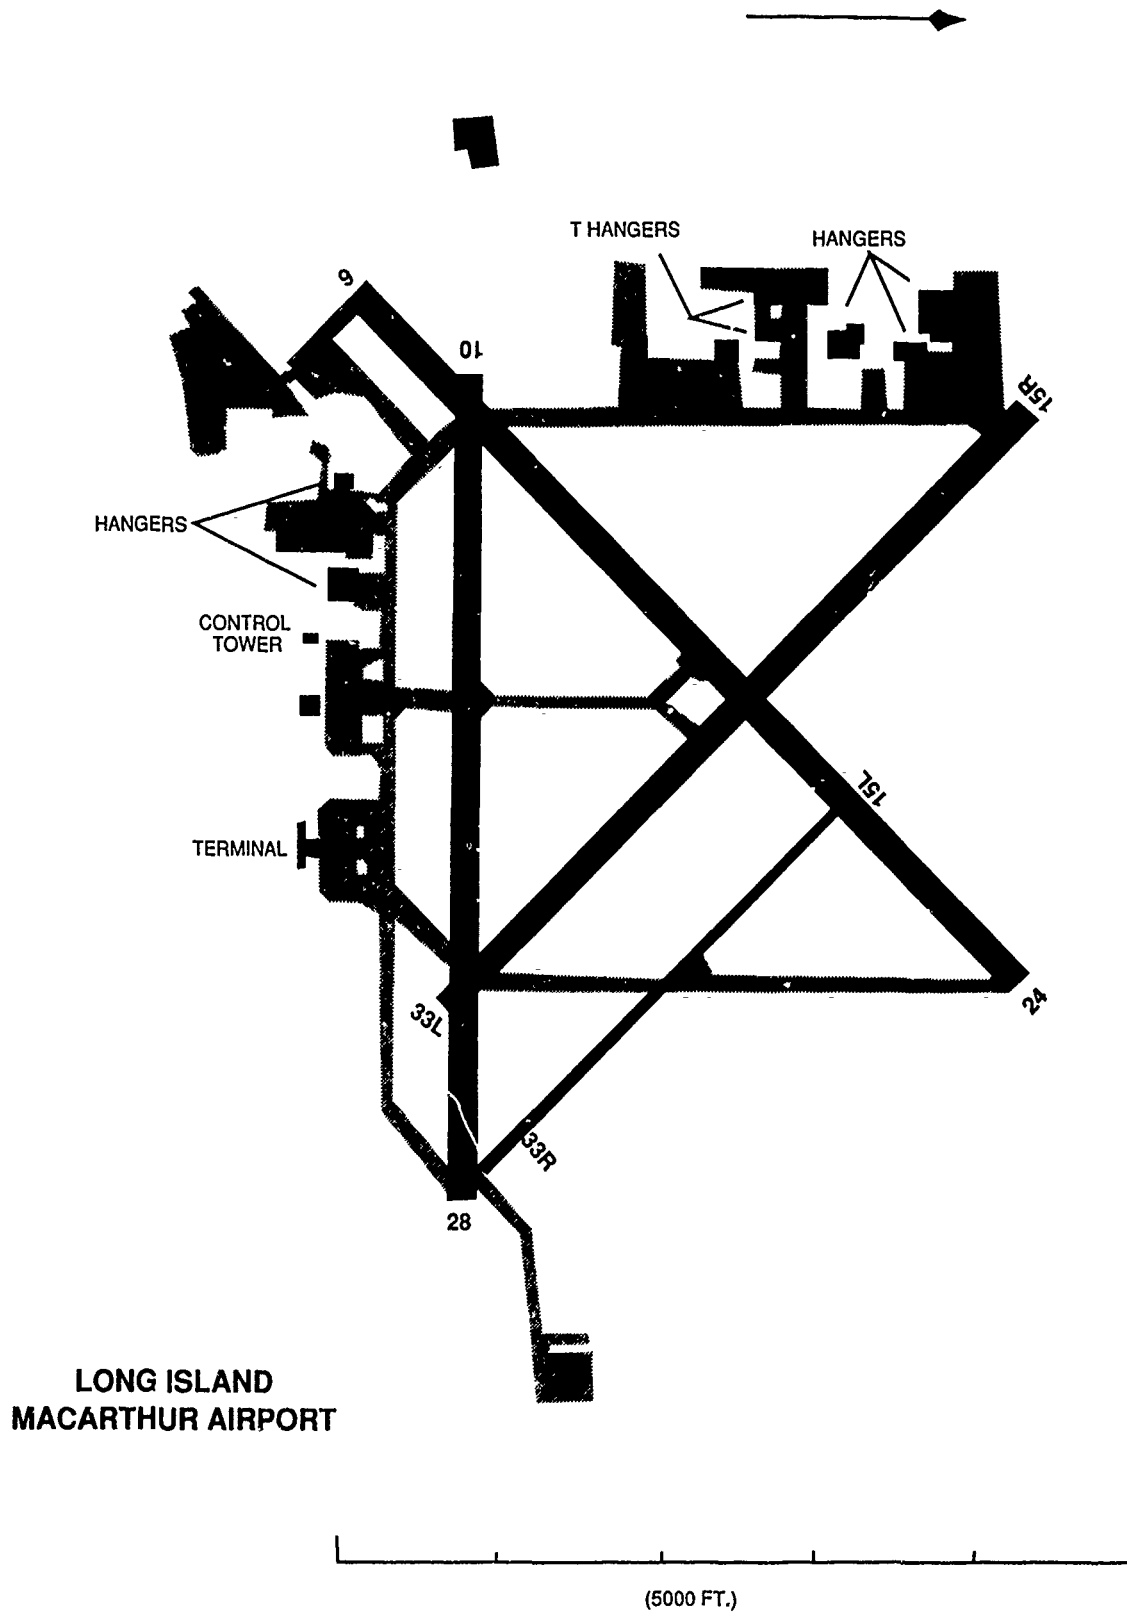 T HANGERS
HANGERS
9
10
15R
HANGERS
CONTROL
TOWER
15L
TERMINAL
24
33L
33R
28
LONG ISLAND
MACARTHUR AIRPORT
(5000 FT.)